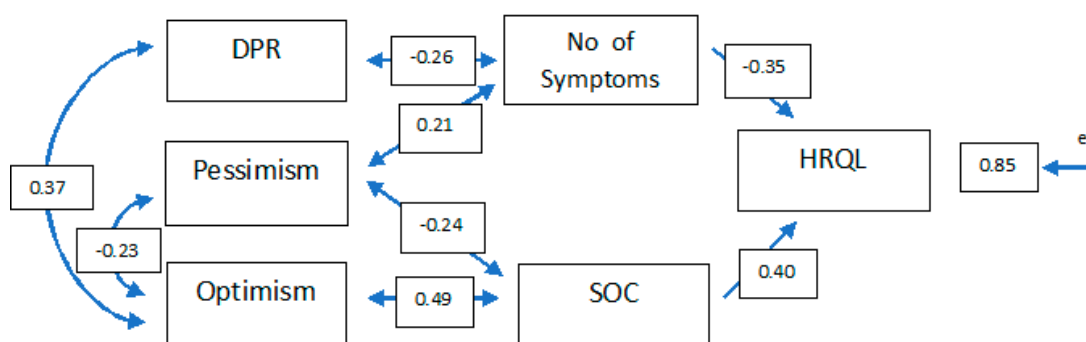 DPR
-0.26
No of
Symptoms
-0.35
0.21
Pessimism
HRQL
0.85
e
0.37
-0.23
-0.24
Optimism
0.49
SOC
0.40